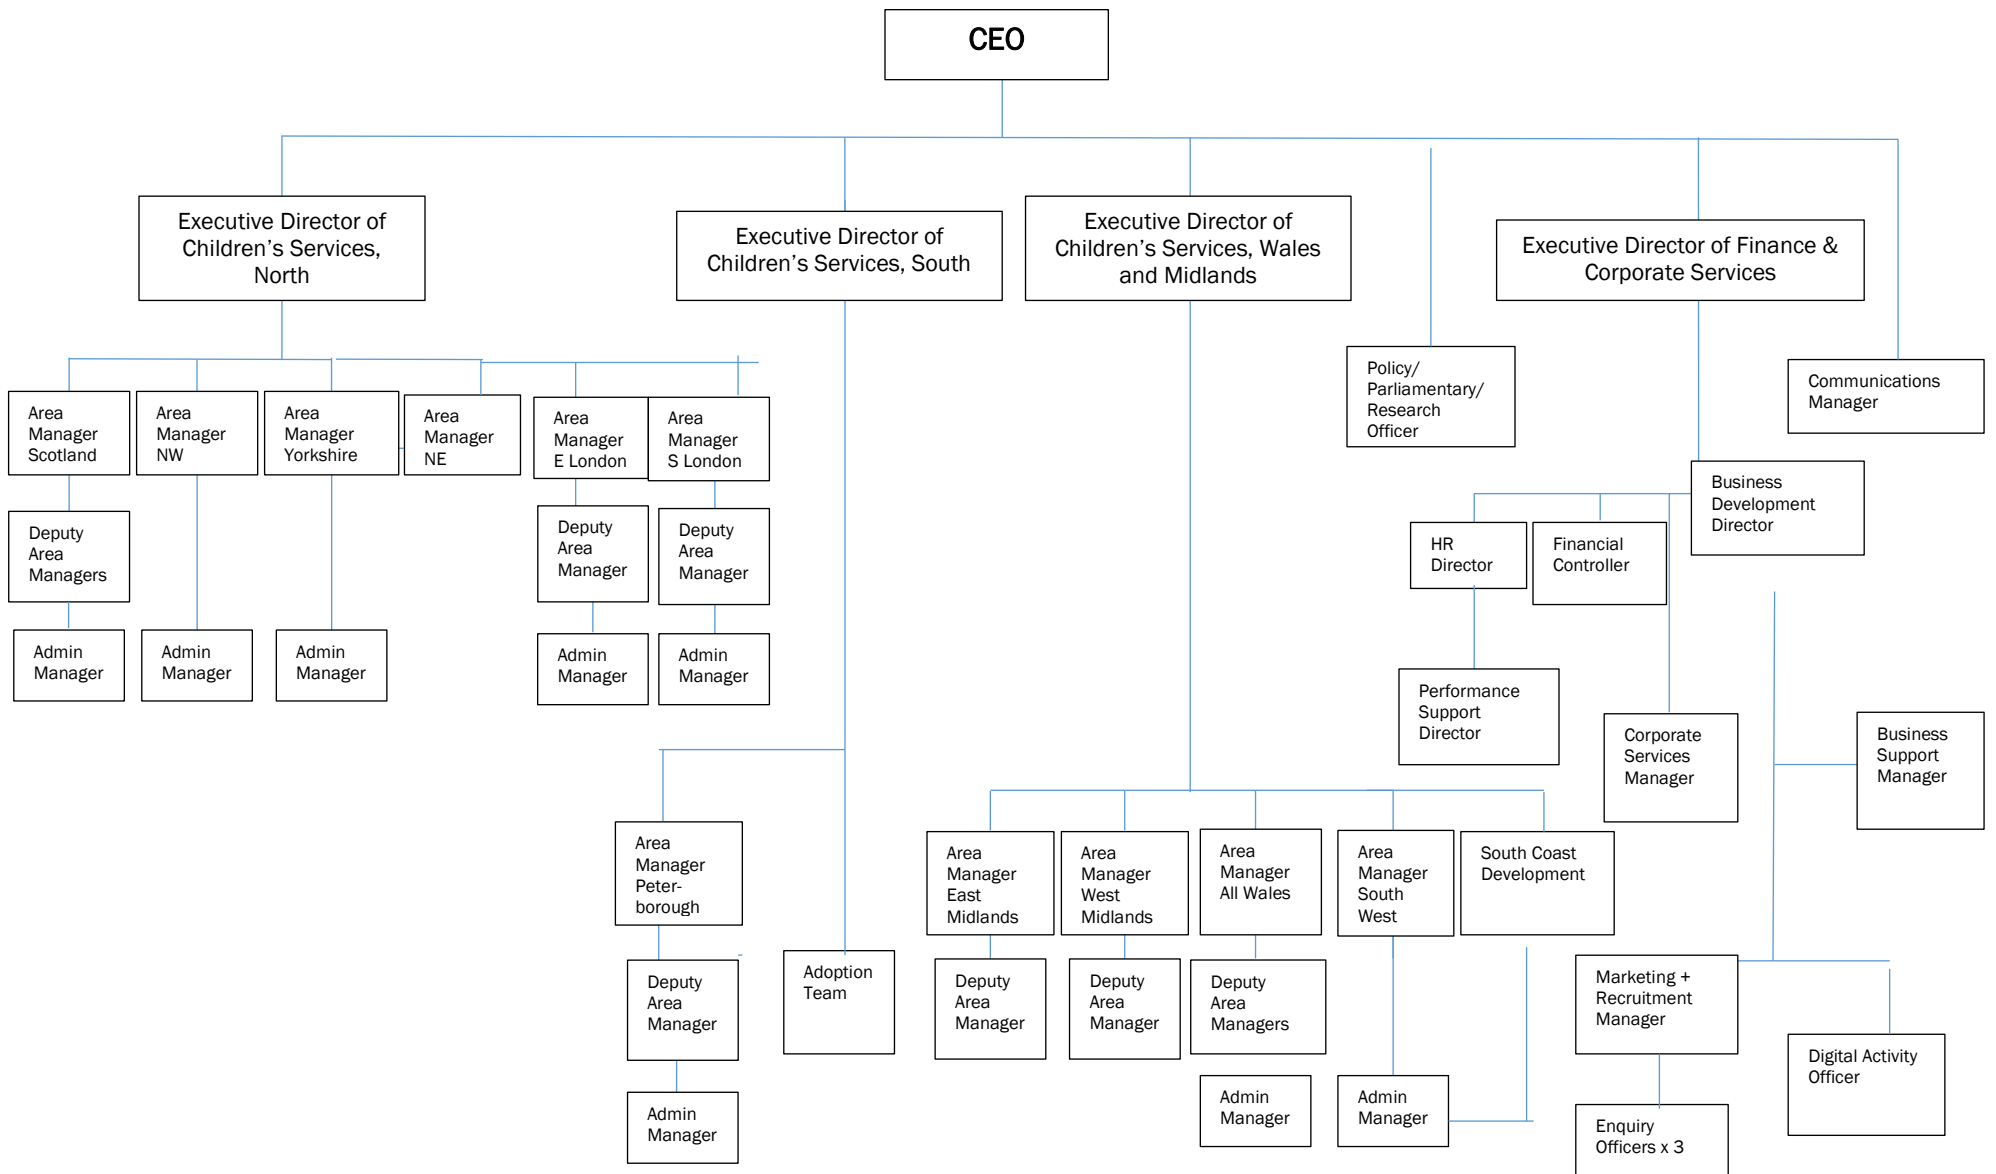 CEO
Executive Director of
Children's Services,
North
Executive Director of
Children's Services, South
Executive Director of
Children's Services, Wales
and Midlands
Executive Director of Finance &
Corporate Services
Policy/
Parliamentary/
Research
Officer
Communications
Manager
Area
Manager
Scotland
Area
Manager
NW
Area
Manager
Yorkshire
Area
Manager
NE
Area
Manager
E London
Area
Manager
S London
Business
Development
Director
Deputy
Area
Managers
Deputy
Area
Manager
Deputy
Area
Manager
HR
Director
Financial
Controller
Admin
Manager
Admin
Manager
Admin
Manager
Admin
Manager
Admin
Manager
Performance
Support
Director
Corporate
Services
Manager
Business
Support
Manager
Area
Manager
Peter-
borough
Area
Manager
East
Midlands
Area
Manager
West
Midlands
Area
Manager
All Wales
Area
Manager
South
West
South Coast
Development
Deputy
Area
Manager
Adoption
Team
Deputy
Area
Manager
Deputy
Area
Manager
Deputy
Area
Managers
Marketing +
Recruitment
Manager
Digital Activity
Officer
Admin
Manager
Admin
Manager
Admin
Manager
Enquiry
Officers x 3